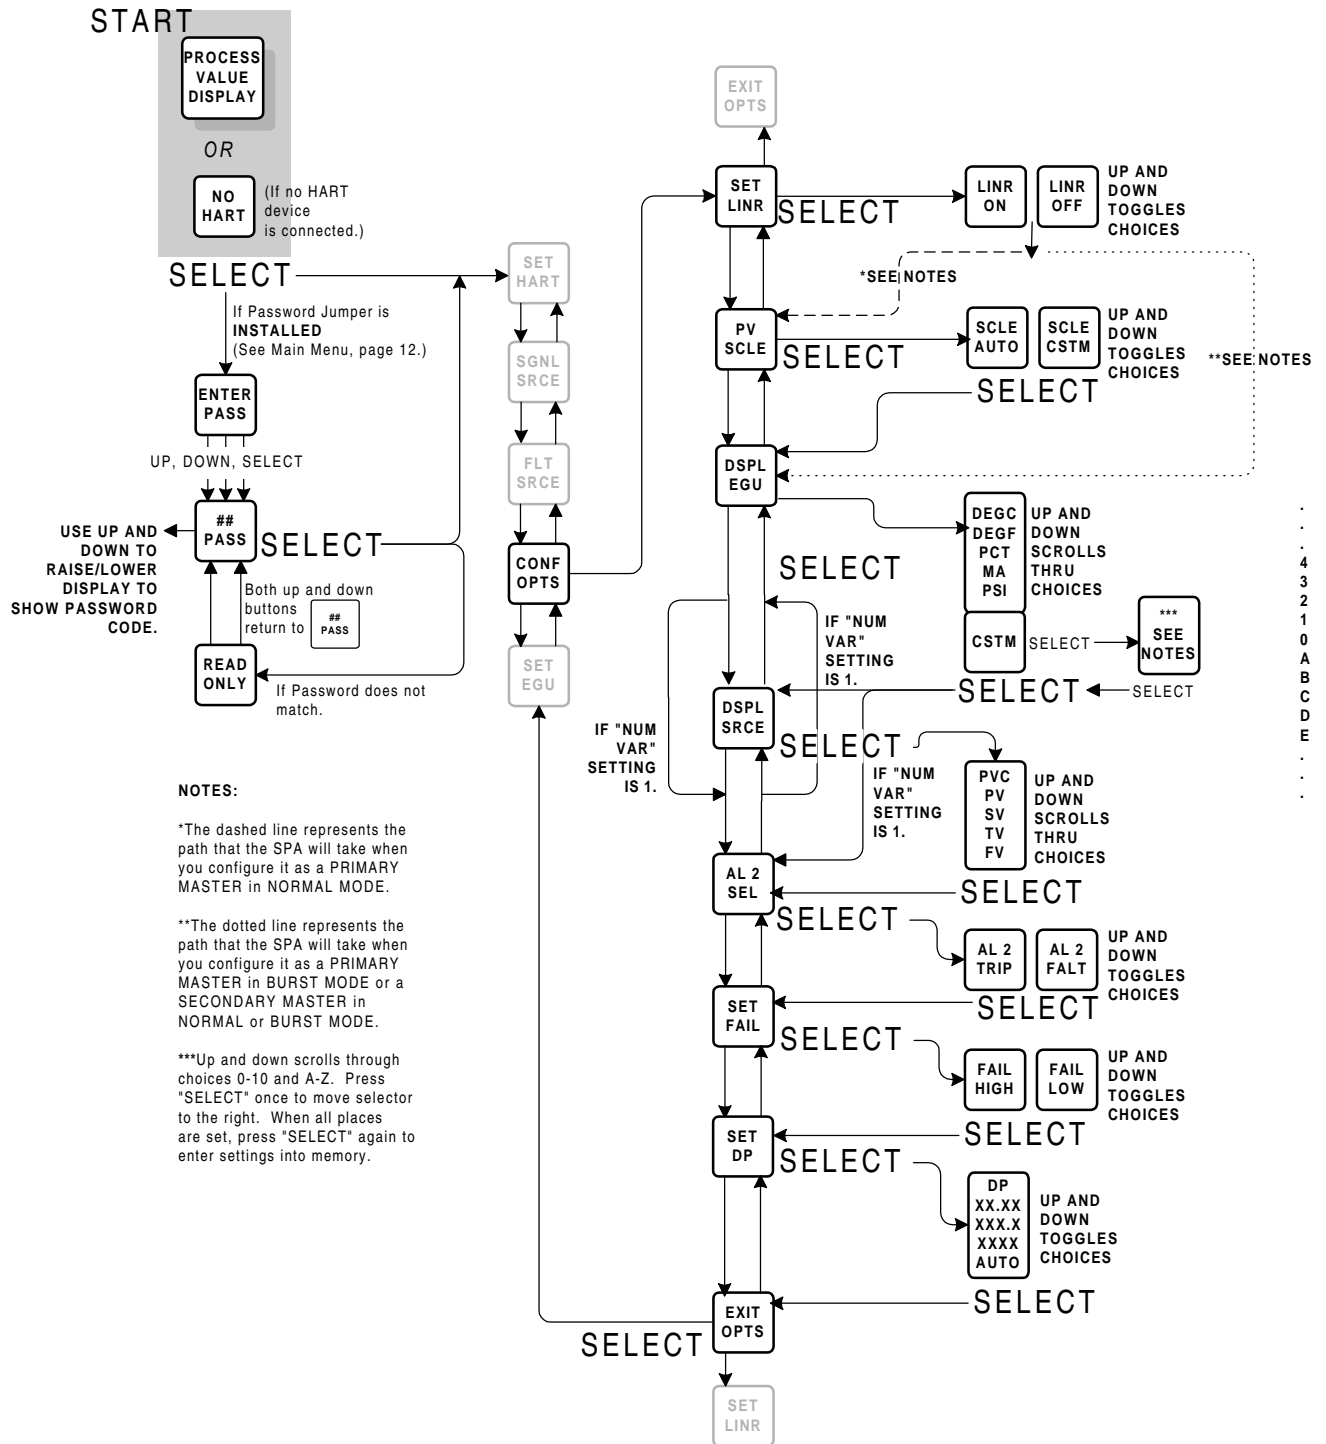 START
PROCESS
VALUE
DISPLAY
OR
NO
HART
(If no HART
device
is connected.)
SELECT
If Password Jumper is
INSTALLED
(See Main Menu, page 12.)
ENTER
PASS
UP, DOWN, SELECT
##
PASS
SELECT
USE UP AND
DOWN TO
RAISE/LOWER
DISPLAY TO
SHOW PASSWORD
CODE.
Both up and down
buttons
return to
##
PASS
READ
ONLY
If Password does not
match.
NOTES:
*The dashed line represents the
path that the SPA will take when
you configure it as a PRIMARY
MASTER in NORMAL MODE.
**The dotted line represents the
path that the SPA will take when
you configure it as a PRIMARY
MASTER in BURST MODE or a
SECONDARY MASTER in
NORMAL or BURST MODE.
***Up and down scrolls through
choices 0-10 and A-Z. Press
"SELECT" once to move selector
to the right. When all places
are set, press "SELECT" again to
enter settings into memory.
SET
HART
SGNL
SRCE
FLT
SRCE
CONF
OPTS
SET
EGU
EXIT
OPTS
SET
LINR
SELECT
LINR
ON
LINR
OFF
UP AND
DOWN
TOGGLES
CHOICES
*SEE NOTES
PV
SCLE
SELECT
SCLE
AUTO
SCLE
CSTM
UP AND
DOWN
TOGGLES
CHOICES
**SEE NOTES
SELECT
DSPL
EGU
SELECT
DEGC
DEGF
PCT
MA
PSI
UP AND
DOWN
SCROLLS
THRU
CHOICES
CSTM
SELECT
***
SEE
NOTES
SELECT
SELECT
.
.
.
4
3
2
1
0
A
B
C
D
E
.
.
.
IF "NUM
VAR"
SETTING
IS 1.
DSPL
SRCE
SELECT
IF "NUM
VAR"
SETTING
IS 1.
IF "NUM
VAR"
SETTING
IS 1.
PVC
PV
SV
TV
FV
UP AND
DOWN
SCROLLS
THRU
CHOICES
SELECT
AL 2
SEL
SELECT
AL 2
TRIP
AL 2
FALT
UP AND
DOWN
TOGGLES
CHOICES
SELECT
SET
FAIL
SELECT
FAIL
HIGH
FAIL
LOW
UP AND
DOWN
TOGGLES
CHOICES
SELECT
SET
DP
SELECT
DP
XX.XX
XXX.X
XXXX
AUTO
UP AND
DOWN
TOGGLES
CHOICES
SELECT
EXIT
OPTS
SELECT
SET
LINR